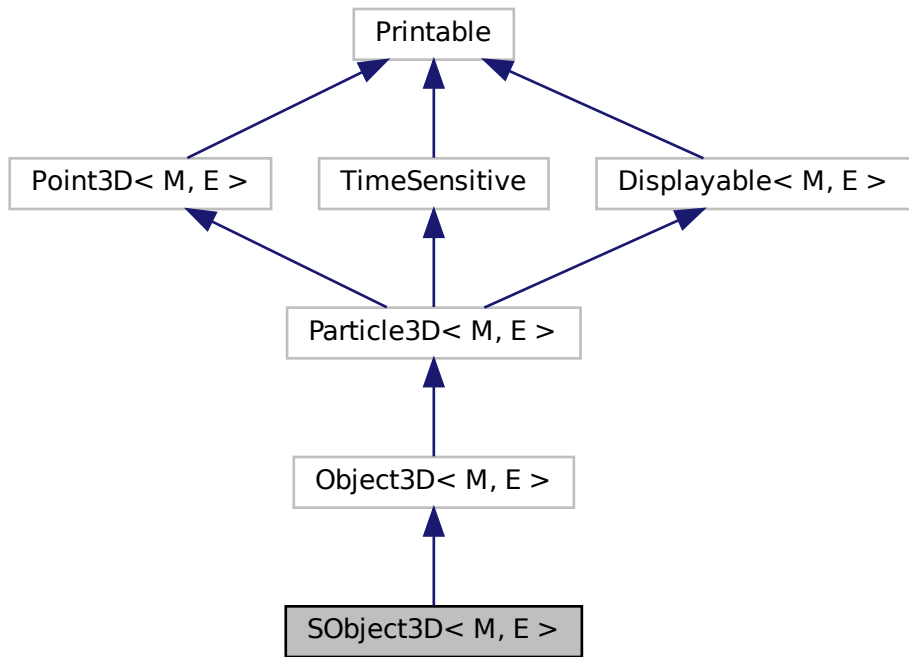 Printable
Point3D< M, E >
TimeSensitive
Displayable< M, E >
Particle3D< M, E >
Object3D< M, E >
SObject3D< M, E >